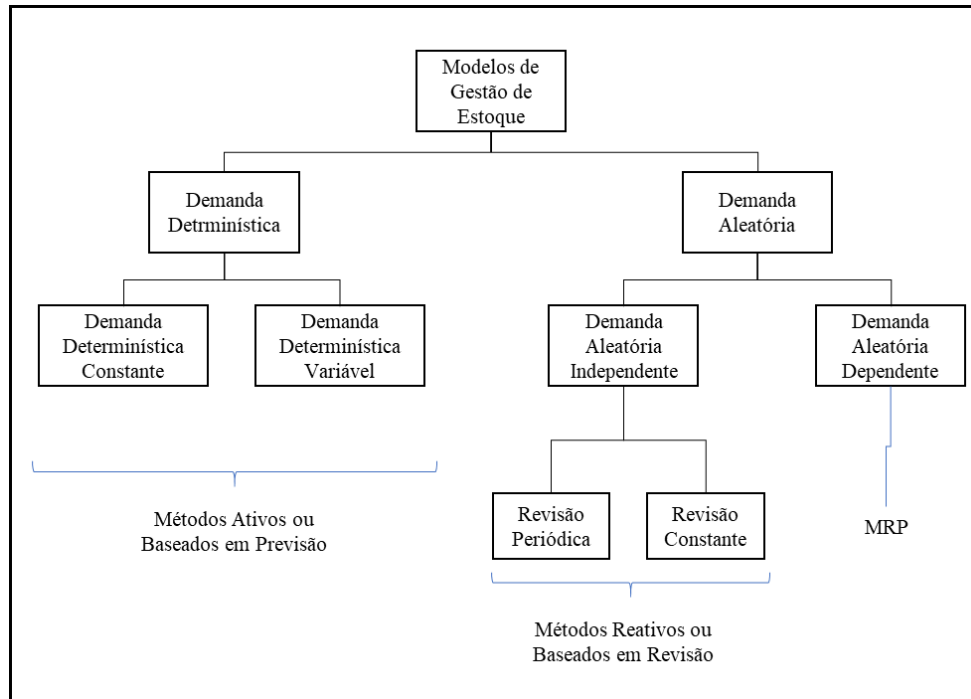 Modelos de
Gestão de
Estoque
Demanda
Detrminística
Demanda
Aleatória
Demanda
Determinística
Constante
Demanda
Determinística
Variável
Demanda
Aleatória
Independente
Demanda
Aleatória
Dependente
Métodos Ativos ou
Baseados em Previsão
Revisão
Periódica
Revisão
Constante
MRP
Métodos Reativos ou
Baseados em Revisão